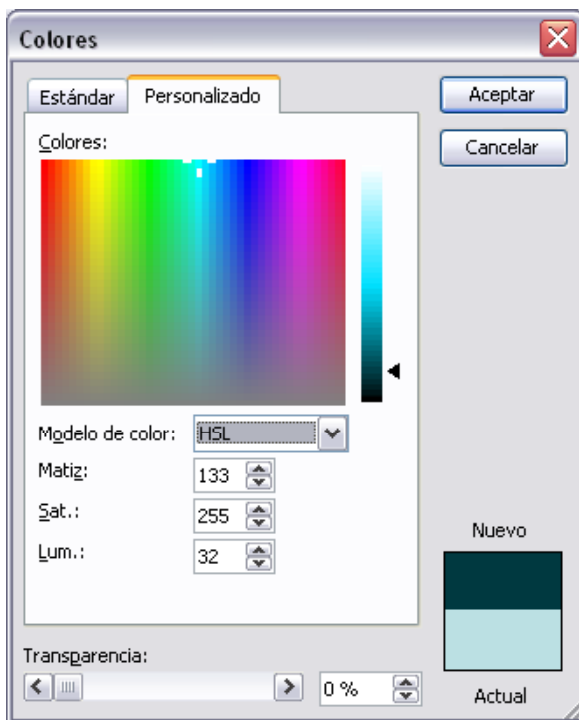 Colores
Estándar
Personalizado
Aceptar
Cancelar
Colores:
Modelo de color: HSL
Matiz: 133
Sat.: 255
Lum.: 32
Nuevo
Actual
Transparencia:
0 %